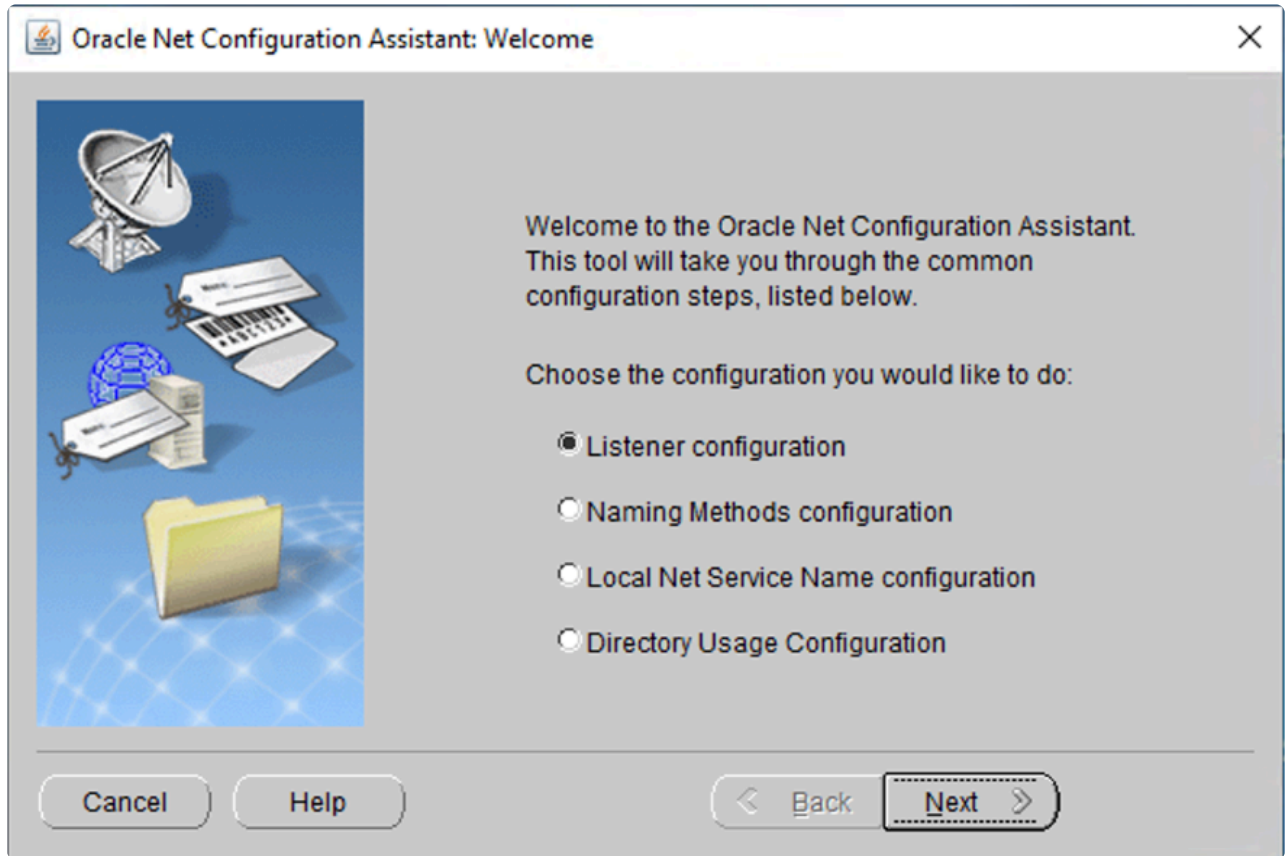 Oracle Net Configuration Assistant: Welcome
Welcome to the Oracle Net Configuration Assistant.
This tool will take you through the common
configuration steps, listed below.
Choose the configuration you would like to do:
Listener configuration
Naming Methods configuration
Local Net Service Name configuration
Directory Usage Configuration
Cancel
Help
Back
Next